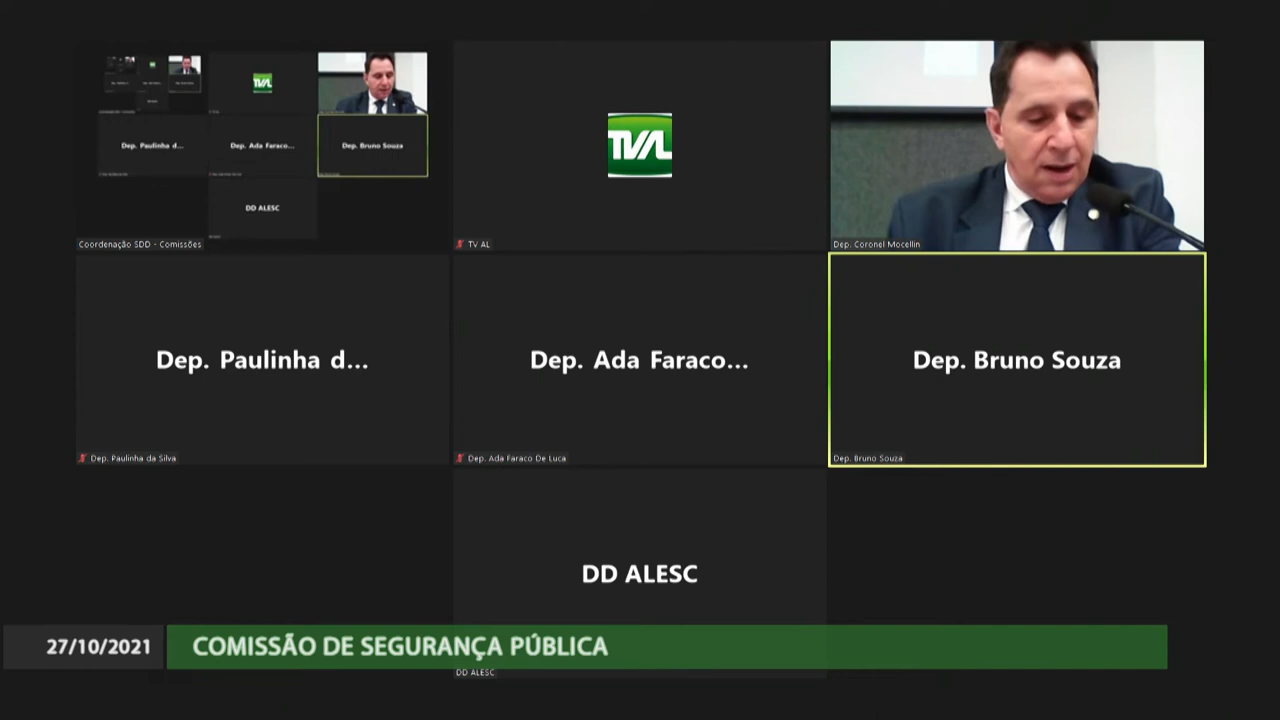 TVAL
Dep. Paulinha d...
Dep. Ada Faraco...
Dep. Bruno Souza
DD ALESC
Coordenação SDD - Comissões
TVAL
TV AL
Dep. Coronel Mocellin
Dep. Paulinha d...
Dep. Paulinha da Silva
Dep. Ada Faraco...
Dep. Ada Faraco De Luca
Dep. Bruno Souza
Dep. Bruno Souza
DD ALESC
27/10/2021
COMISSÃO DE SEGURANÇA PÚBLICA
DD ALESC